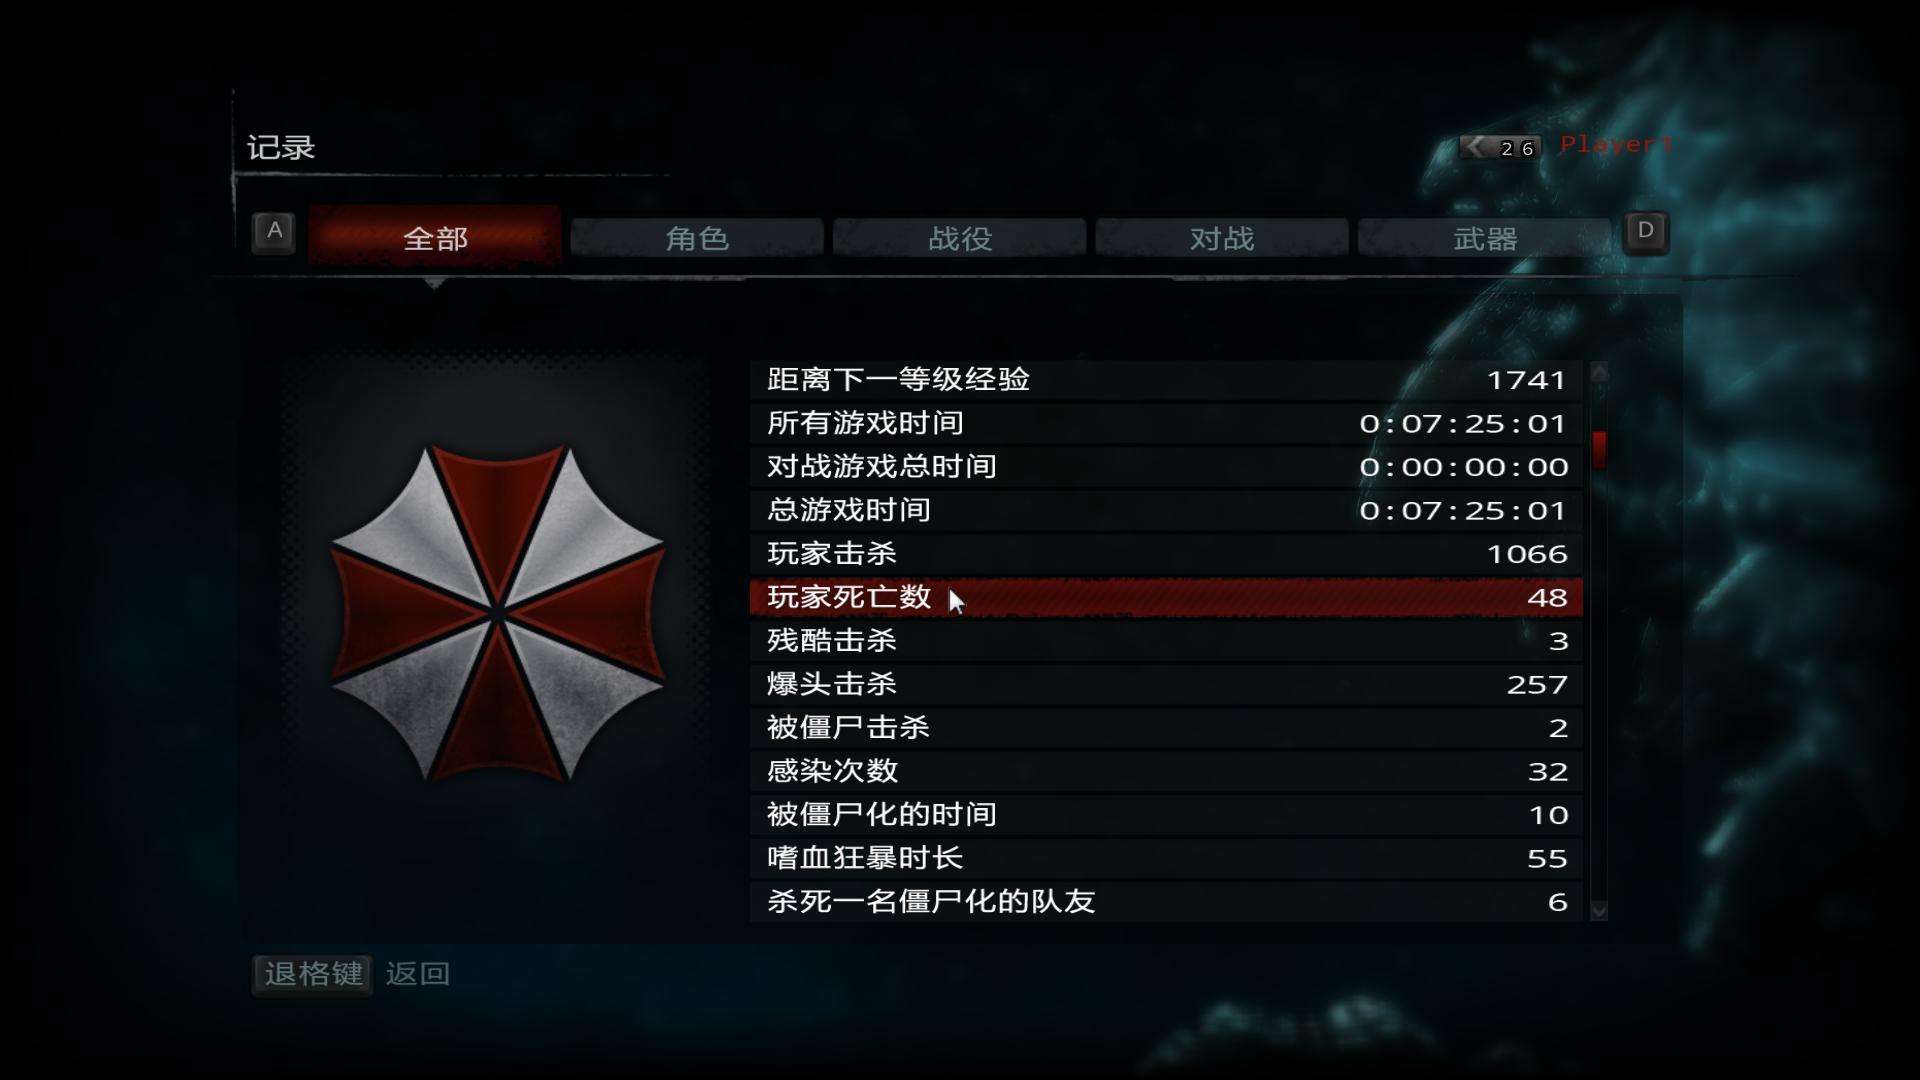 记录
26 Player1
A 全部 角色 战役 对战 武器 D
距离下一等级经验 1741
所有游戏时间 0:07:25:01
对战游戏总时间 0:00:00:00
总游戏时间 0:07:25:01
玩家击杀 1066
玩家死亡数 48
残酷击杀 3
爆头击杀 257
被僵尸击杀 2
感染次数 32
被僵尸化的时间 10
嗜血狂暴时长 55
杀死一名僵尸化的队友 6
退格键 返回